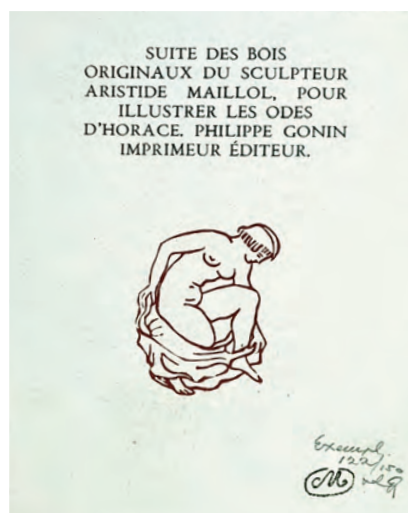 SUITE DES BOIS
ORIGINAUX DU SCULPTEUR
ARISTIDE MAILLOL, POUR
ILLUSTRER LES ODES
D'HORACE. PHILIPPE GONIN
IMPRIMEUR ÉDITEUR.
Exempl.
122/150
M